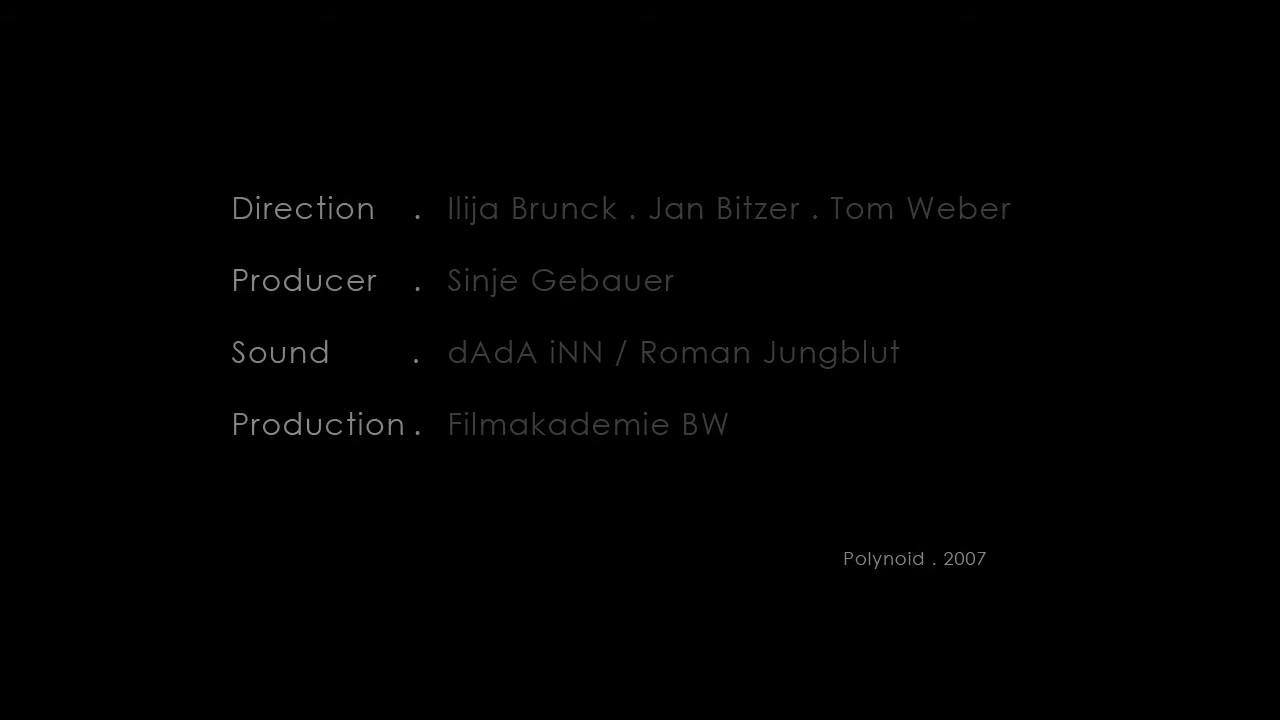 Direction . Ilija Brunck . Jan Bitzer . Tom Weber
Producer . Sinje Gebauer
Sound . dAdA iNN / Roman Jungblut
Production . Filmakademie BW
Polynoid . 2007